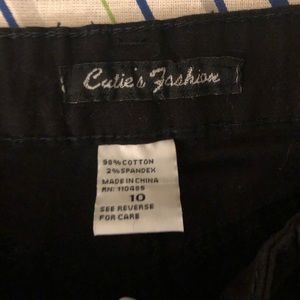 Cutie's Fashion
98% COTTON
2% SPANDEX
MADE IN CHINA
RN: 110495
10
SEE REVERSE
FOR CARE